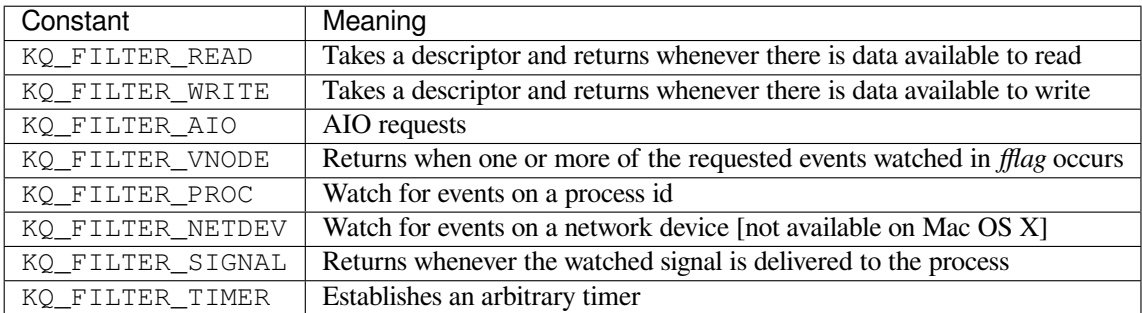 Constant Meaning
KQ_FILTER_READ Takes a descriptor and returns whenever there is data available to read
KQ_FILTER_WRITE Takes a descriptor and returns whenever there is data available to write
KQ_FILTER_AIO AIO requests
KQ_FILTER_VNODE Returns when one or more of the requested events watched in fflag occurs
KQ_FILTER_PROC Watch for events on a process id
KQ_FILTER_NETDEV Watch for events on a network device [not available on Mac OS X]
KQ_FILTER_SIGNAL Returns whenever the watched signal is delivered to the process
KQ_FILTER_TIMER Establishes an arbitrary timer